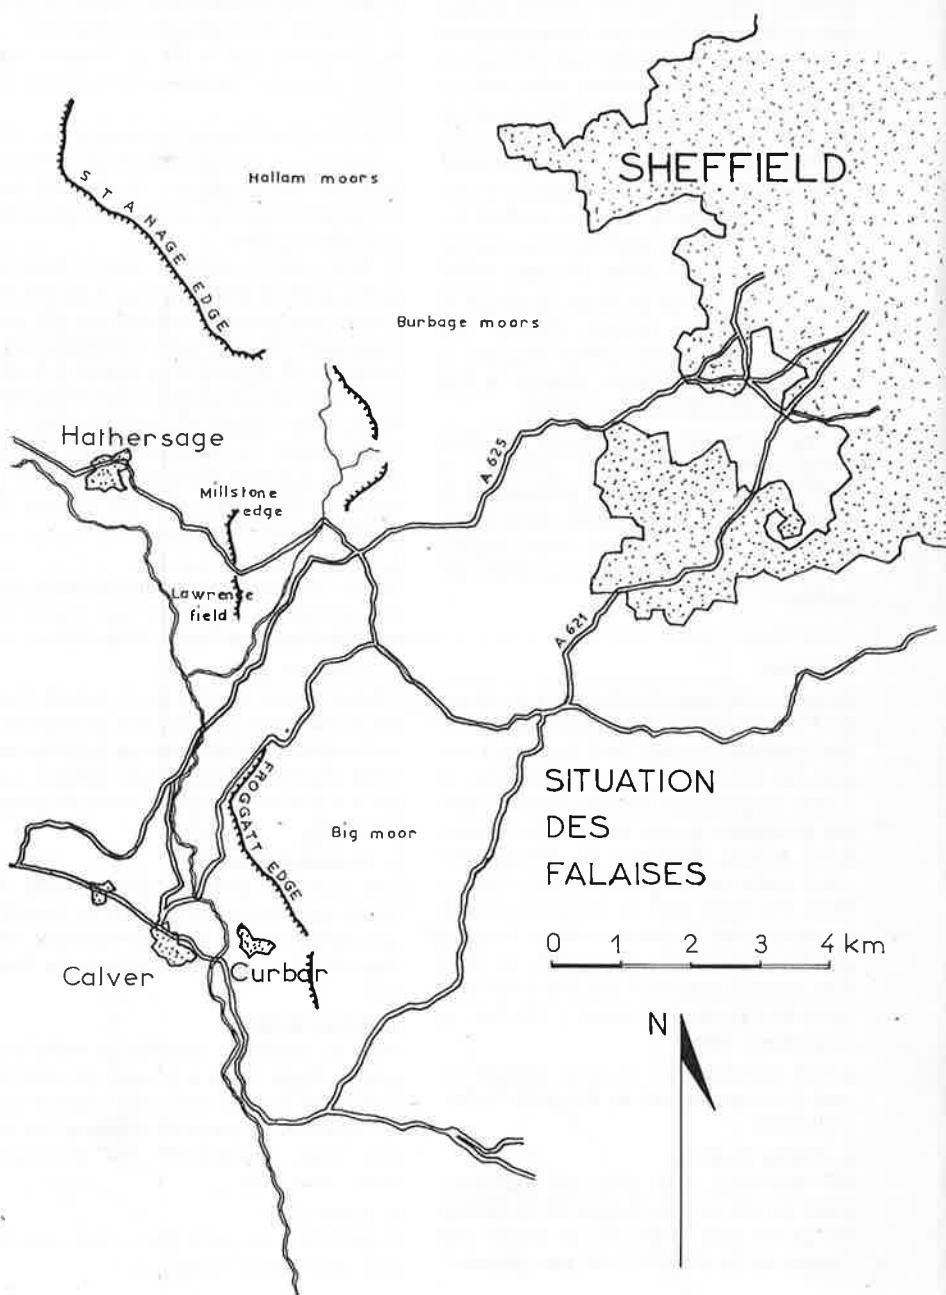 SHEFFIELD
Hallam moors
STANAGE EDGE
Burbage moors
Hathersage
A 625
Millstone
edge
Lawrence
field
A 621
FROGGATT EDGE
Big moor
SITUATION
DES
FALAISES
0 1 2 3 4 km
Calver
Curbar
N